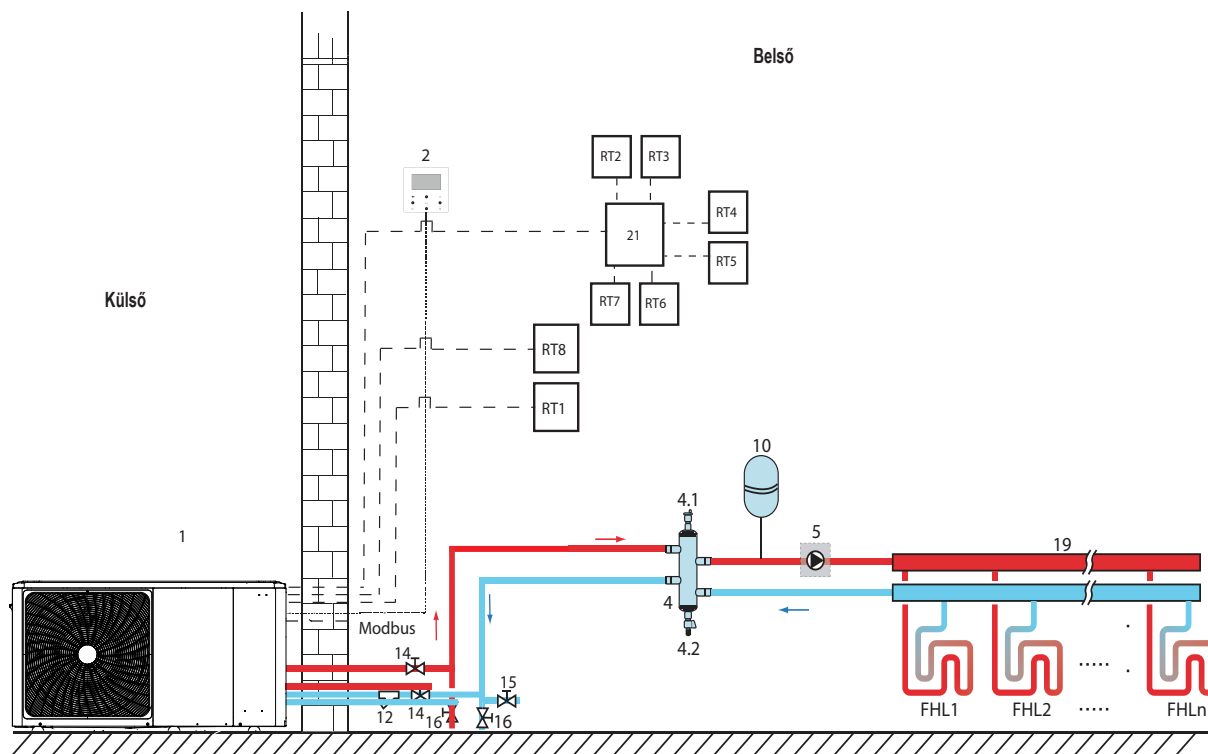 Belső
Külső
2
RT2
RT3
RT4
21
RT5
RT7
RT6
RT8
RT1
10
4.1
5
19
1
4
Modbus
4.2
14
15
12
14
16
16
FHL1
FHL2
.....
.....
.
.
FHLn